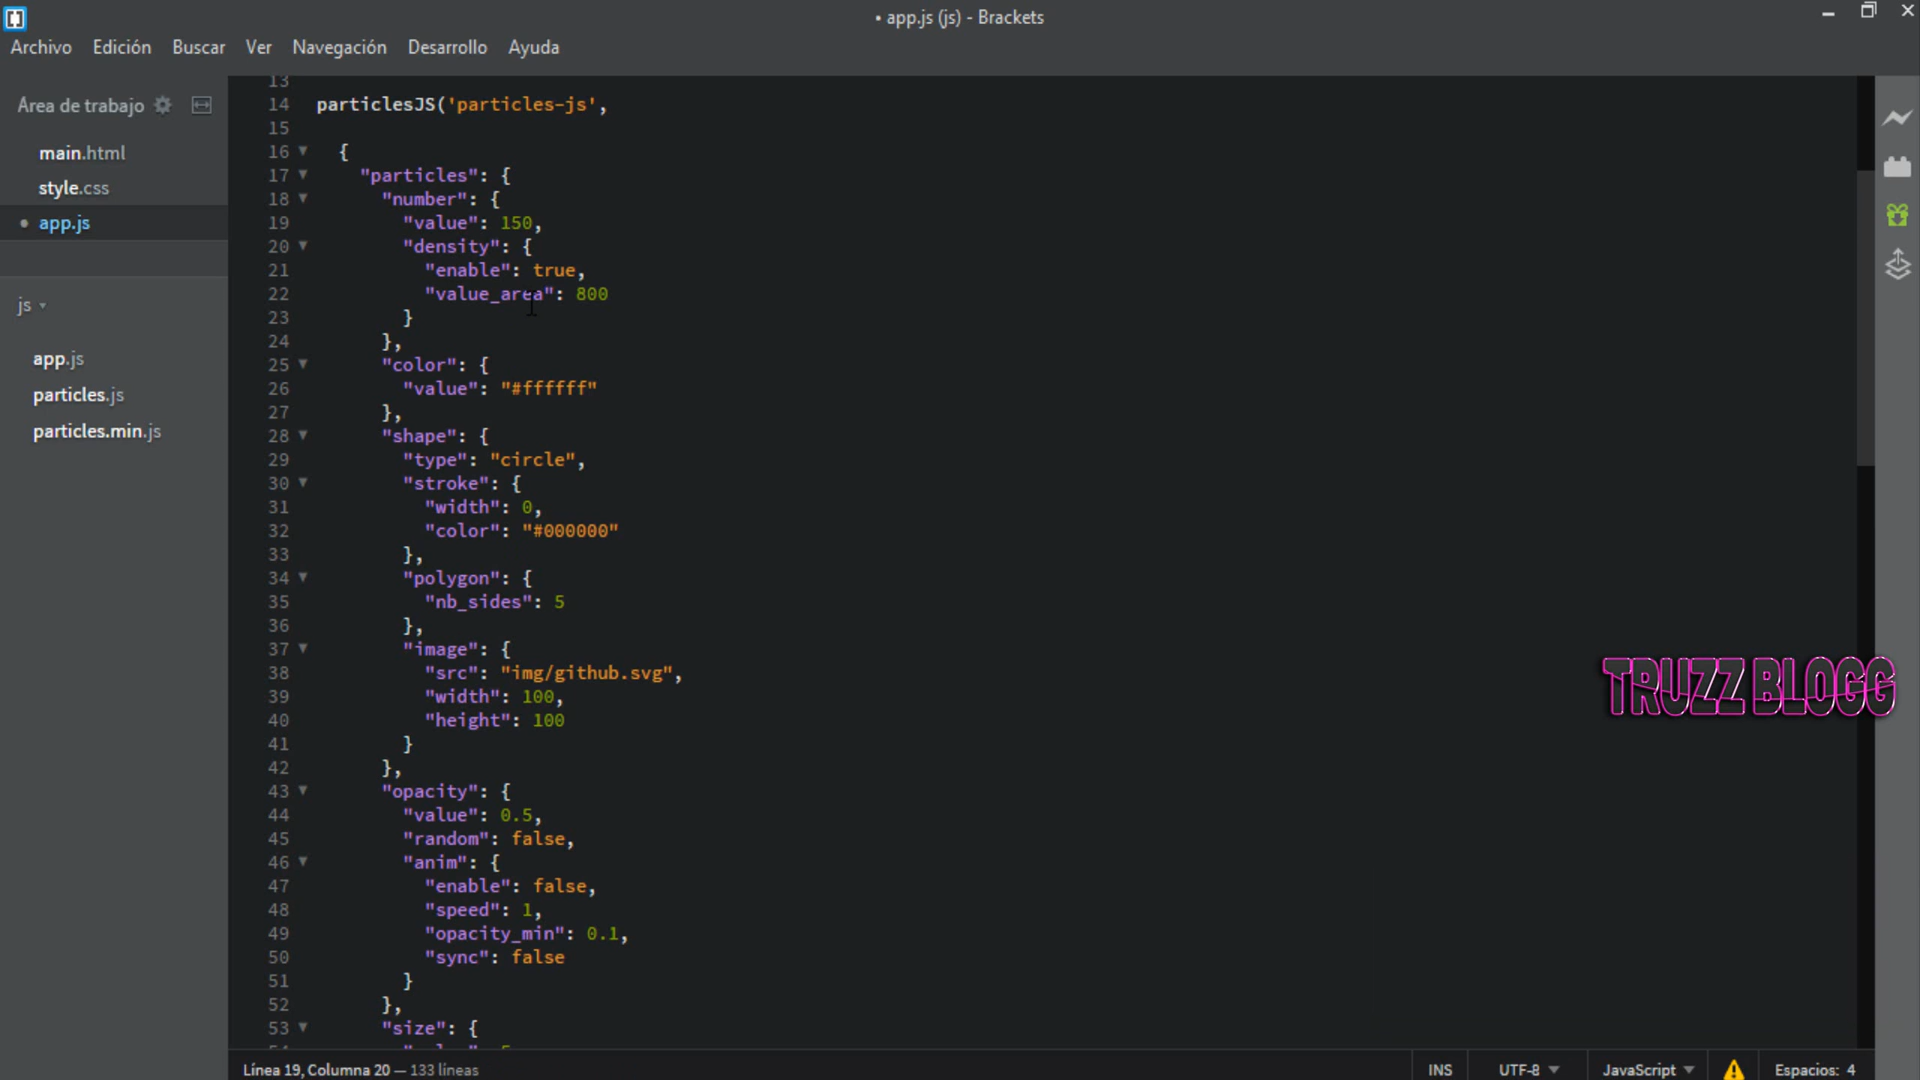 • app.js (js) - Brackets
Archivo Edición Buscar Ver Navegación Desarrollo Ayuda
Área de trabajo
main.html
style.css
• app.js
js
app.js
particles.js
particles.min.js
13
14 particlesJS('particles-js',
15
16 {
17 "particles": {
18 "number": {
19 "value": 150,
20 "density": {
21 "enable": true,
22 "value_area": 800
23 }
24 },
25 "color": {
26 "value": "#ffffff"
27 },
28 "shape": {
29 "type": "circle",
30 "stroke": {
31 "width": 0,
32 "color": "#000000"
33 },
34 "polygon": {
35 "nb_sides": 5
36 },
37 "image": {
38 "src": "img/github.svg",
39 "width": 100,
40 "height": 100
41 }
42 },
43 "opacity": {
44 "value": 0.5,
45 "random": false,
46 "anim": {
47 "enable": false,
48 "speed": 1,
49 "opacity_min": 0.1,
50 "sync": false
51 }
52 },
53 "size": {
TRUZZ BLOGG
Línea 19, Columna 20 — 133 líneas
INS UTF-8 JavaScript Espacios: 4